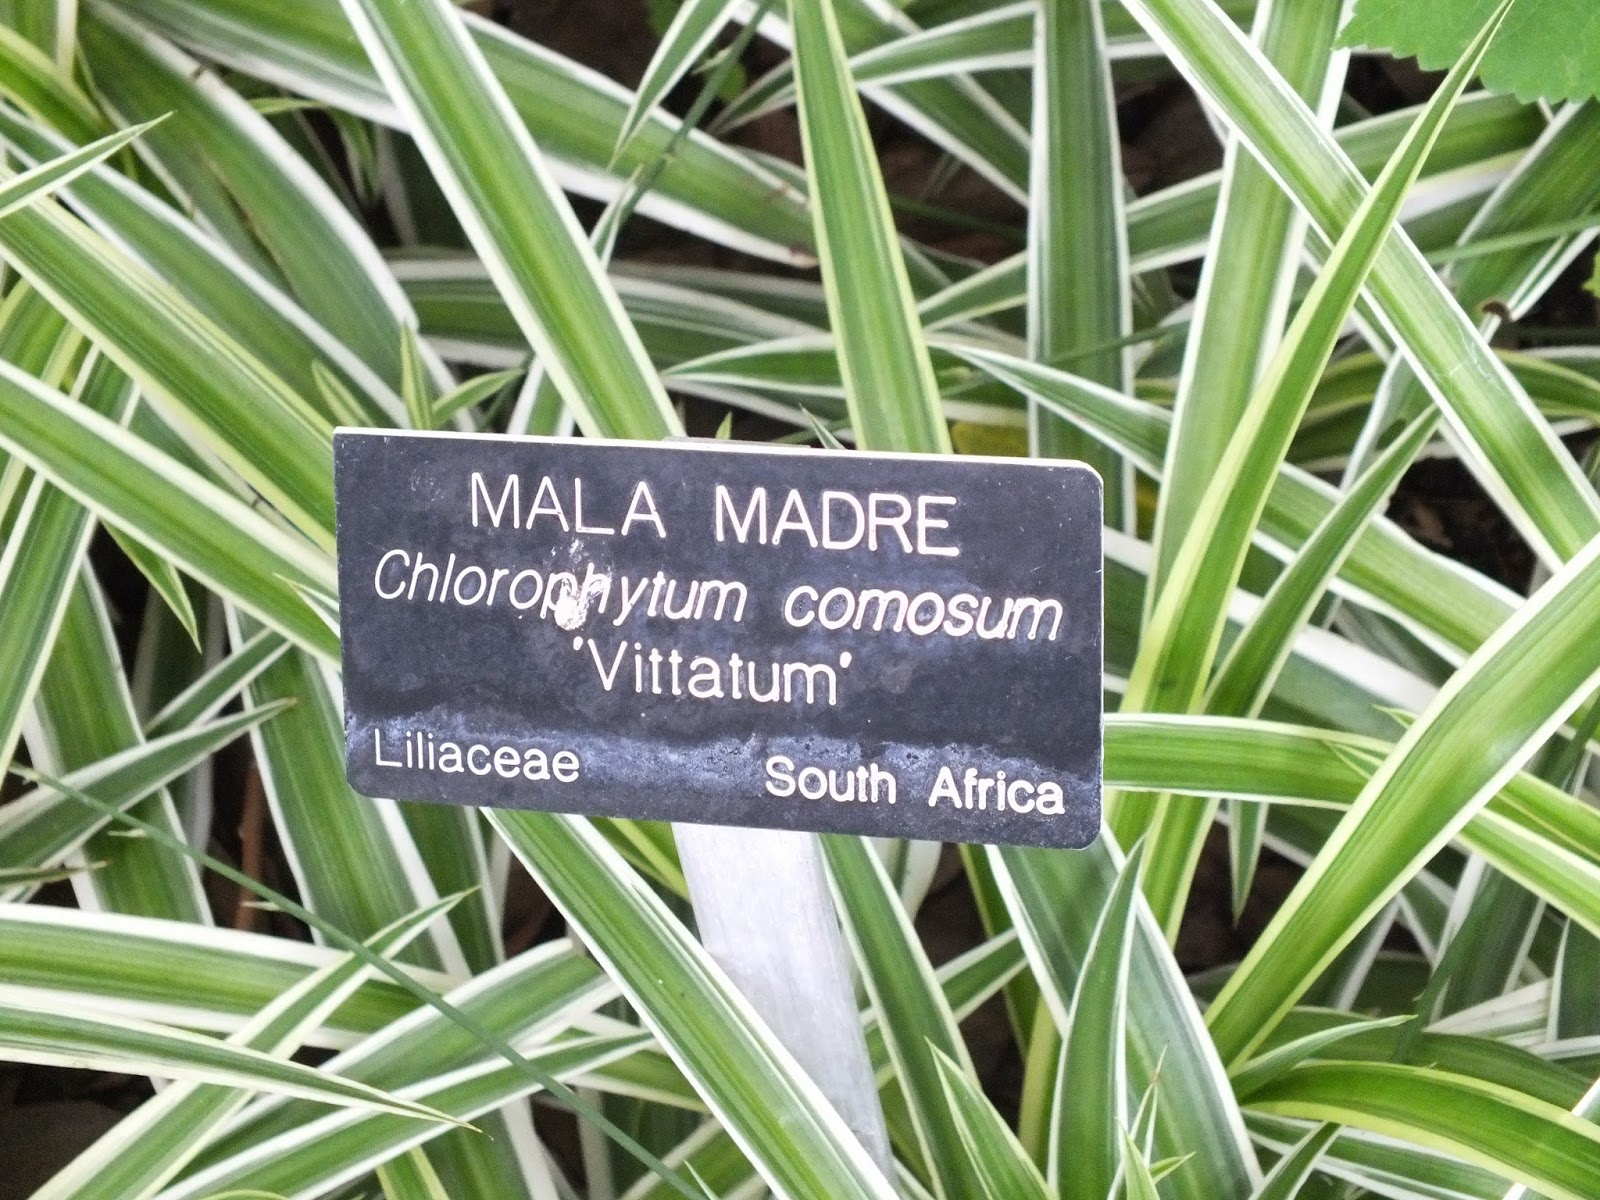 MALA MADRE
Chlorophytum comosum
'Vittatum'
Liliaceae South Africa